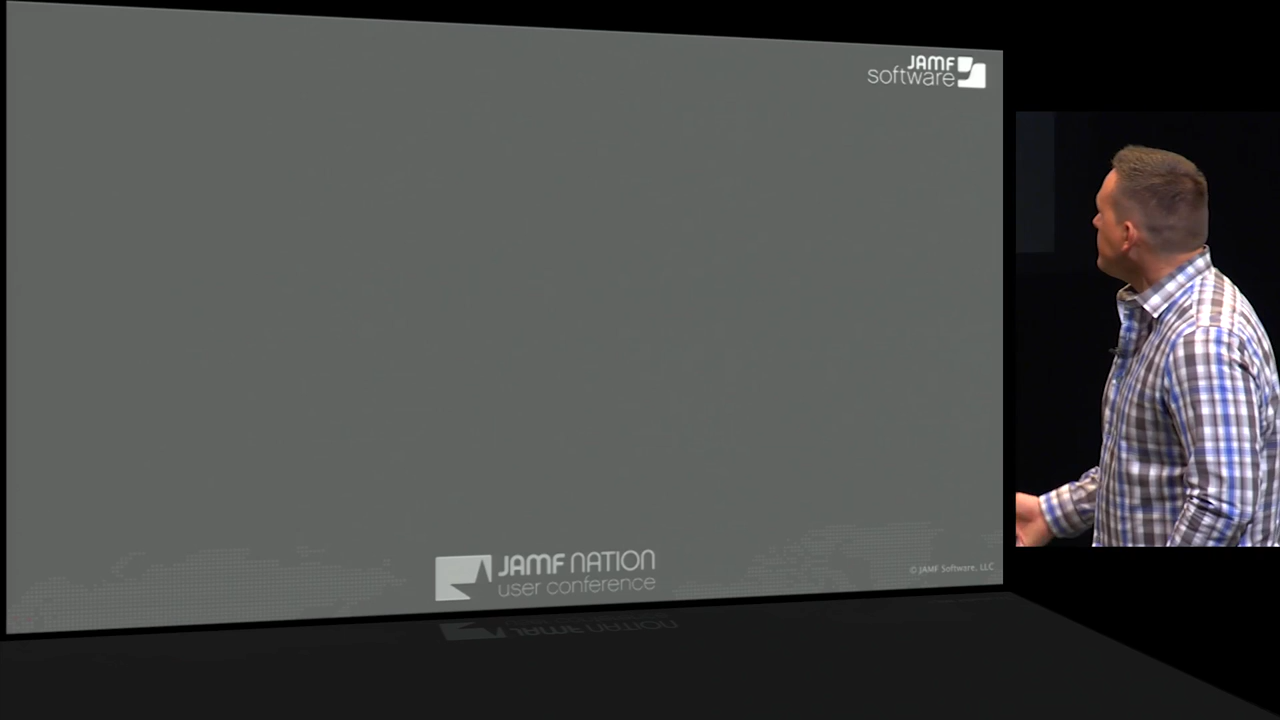 JAMF
software
JAMF NATION
user conference
© JAMF Software, LLC